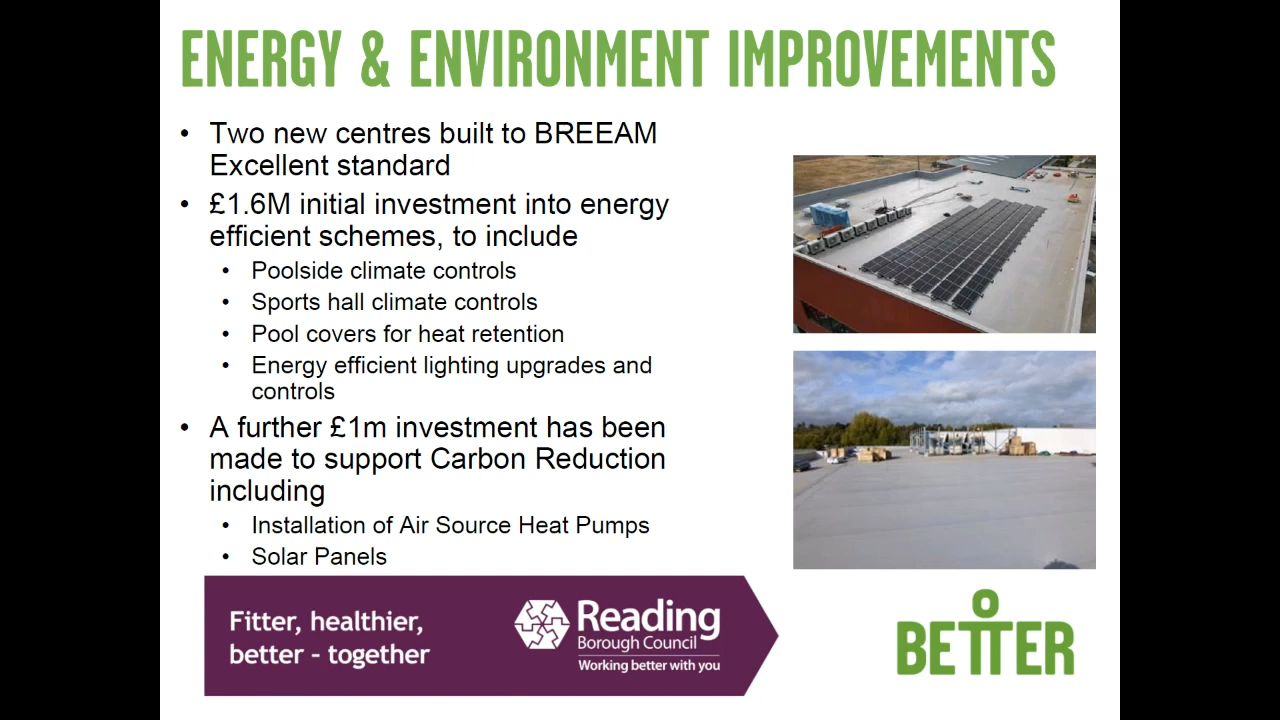 ENERGY & ENVIRONMENT IMPROVEMENTS
• Two new centres built to BREEAM
Excellent standard
• £1.6M initial investment into energy
efficient schemes, to include
• Poolside climate controls
• Sports hall climate controls
• Pool covers for heat retention
• Energy efficient lighting upgrades and
controls
• A further £1m investment has been
made to support Carbon Reduction
including
• Installation of Air Source Heat Pumps
• Solar Panels
Fitter, healthier,
better - together
Reading
Borough Council
Working better with you
BETTER